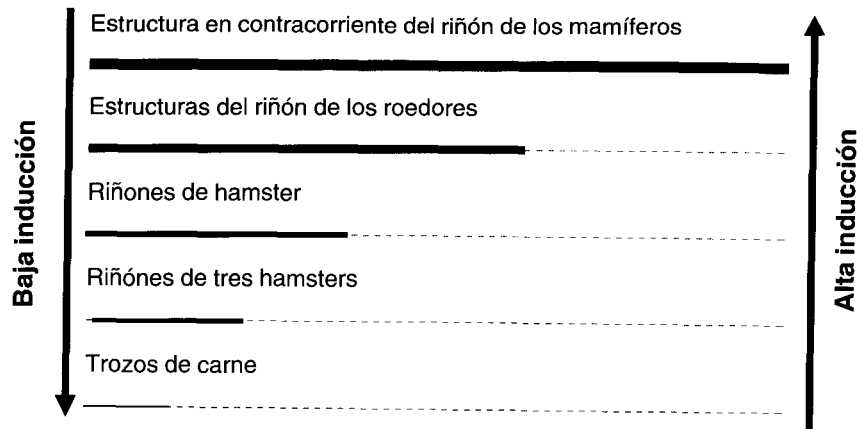 Estructura en contracorriente del riñón de los mamíferos
Estructuras del riñón de los roedores
Riñones de hamster
Riñónes de tres hamsters
Trozos de carne
Baja inducción
Alta inducción